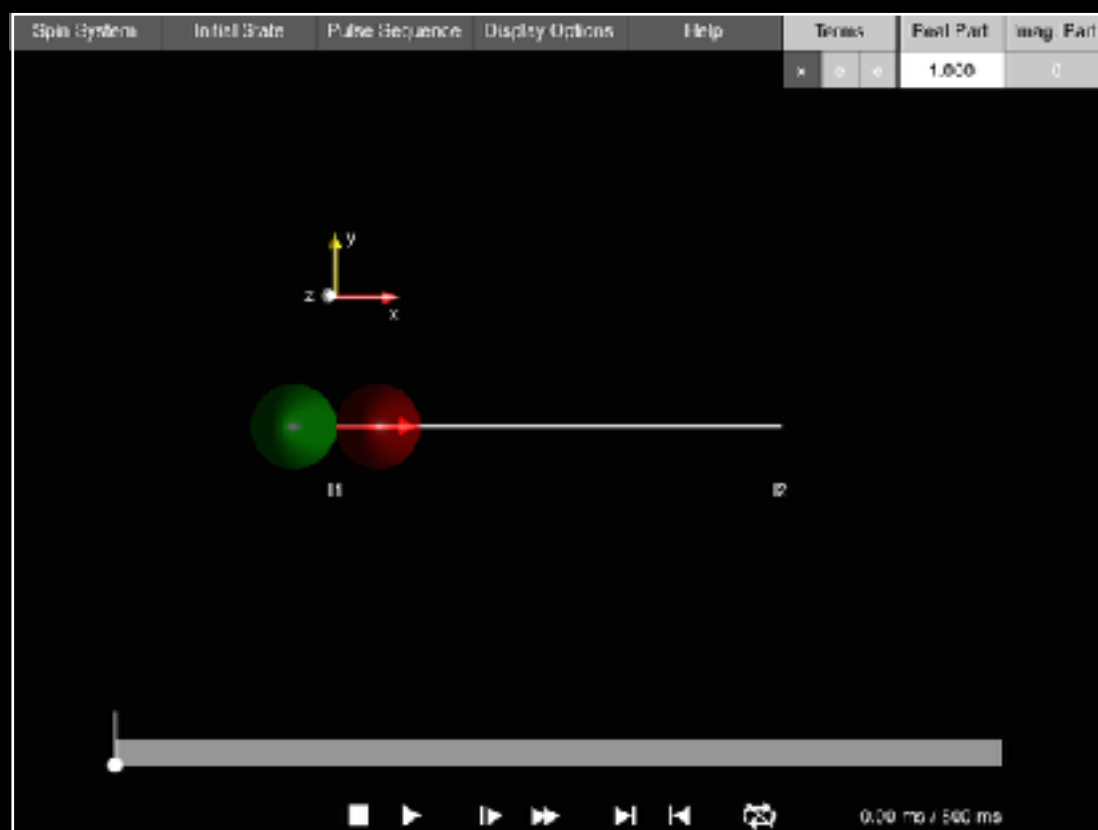 Spin System Initial State Pulse Sequence Display Options Help Terms Real Part Imag. Part
x e e 1.000 0
y
z
x
I1 I2
0.00 ms / 500 ms